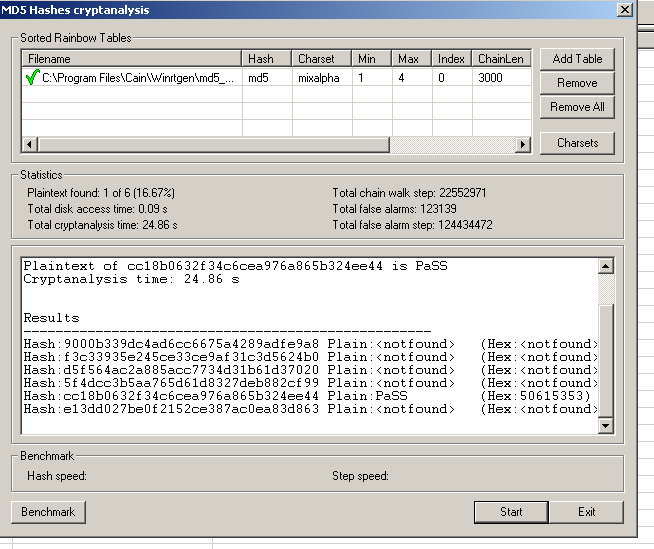 MD5 Hashes cryptanalysis
Sorted Rainbow Tables
Filename Hash Charset Min Max Index ChainLen
C:\Program Files\Cain\Winrtgen\md5_... md5 mixalpha 1 4 0 3000
Add Table
Remove
Remove All
Charsets
Statistics
Plaintext found: 1 of 6 (16.67%) Total chain walk step: 22552971
Total disk access time: 0.09 s Total false alarms: 123139
Total cryptanalysis time: 24.86 s Total false alarm step: 124434472
Plaintext of cc18b0632f34c6cea976a865b324ee44 is PaSS
Cryptanalysis time: 24.86 s
Results
---------------------------------------------------
Hash:9000b339dc4ad6cc6675a4289adfe9a8 Plain:<notfound> (Hex:<notfound>
Hash:f3c33935e245ce33ce9af31c3d5624b0 Plain:<notfound> (Hex:<notfound>
Hash:d5f564ac2a885acc7734d31b61d37020 Plain:<notfound> (Hex:<notfound>
Hash:5f4dcc3b5aa765d61d8327deb882cf99 Plain:<notfound> (Hex:<notfound>
Hash:cc18b0632f34c6cea976a865b324ee44 Plain:PaSS (Hex:50615353)
Hash:e13dd027be0f2152ce387ac0ea83d863 Plain:<notfound> (Hex:<notfound>
Benchmark
Hash speed: Step speed:
Benchmark Start Exit